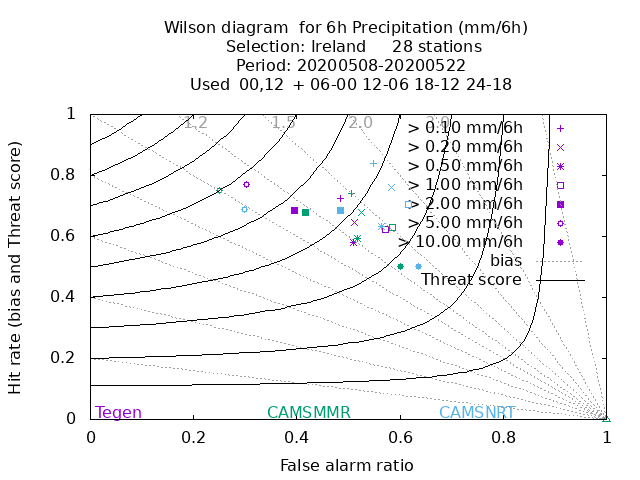 Wilson diagram  for 6h Precipitation (mm/6h)
Selection: Ireland     28 stations
Period: 20200508-20200522
Used  00,12  + 06-00 12-06 18-12 24-18
1.2 1.5 2.0 3.0
> 0.10 mm/6h
> 0.20 mm/6h
> 0.50 mm/6h
> 1.00 mm/6h
> 2.00 mm/6h
> 5.00 mm/6h
> 10.00 mm/6h
bias
Threat score
Hit rate (bias and Threat score)
1
0.8
0.6
0.4
0.2
0
Tegen CAMSMMR CAMSNRT
0 0.2 0.4 0.6 0.8 1
False alarm ratio